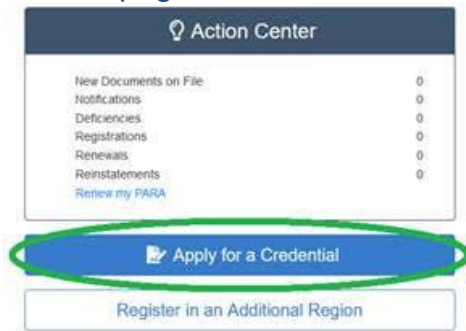 Action Center
New Documents on File 0
Notifications 0
Deficiencies 0
Registrations 0
Renewals 0
Reinstatements 0
Renew my PARA
Apply for a Credential
Register in an Additional Region